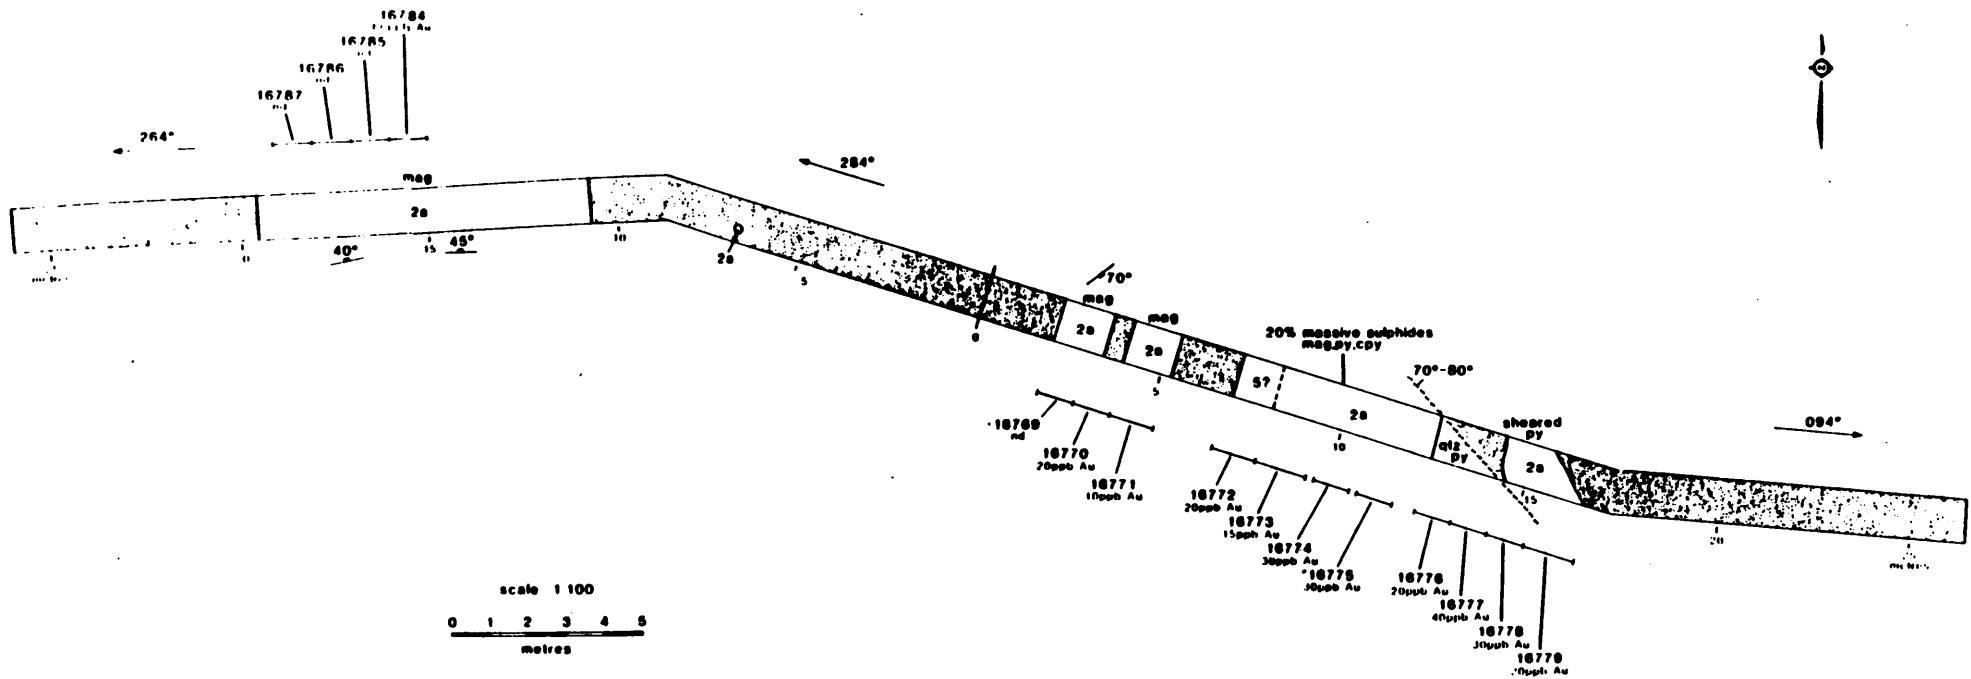 16784
16785
16786
16787
264°
284°
mag
2a
10
15
0
40°
45°
2a
5
0
70°
mag
2a
mag
2a
5
5?
20% massive sulphides
mag,py,cpy
2a
10
70°-80°
qtz
py
sheared
py
2a
15
094°
20
metres
16769
nd
16770
20ppb Au
16771
10ppb Au
16772
20ppb Au
16773
15ppb Au
16774
30ppb Au
16775
30ppb Au
16776
20ppb Au
16777
40ppb Au
16778
30ppb Au
16779
ppb Au
scale 1 100
0 1 2 3 4 5
metres